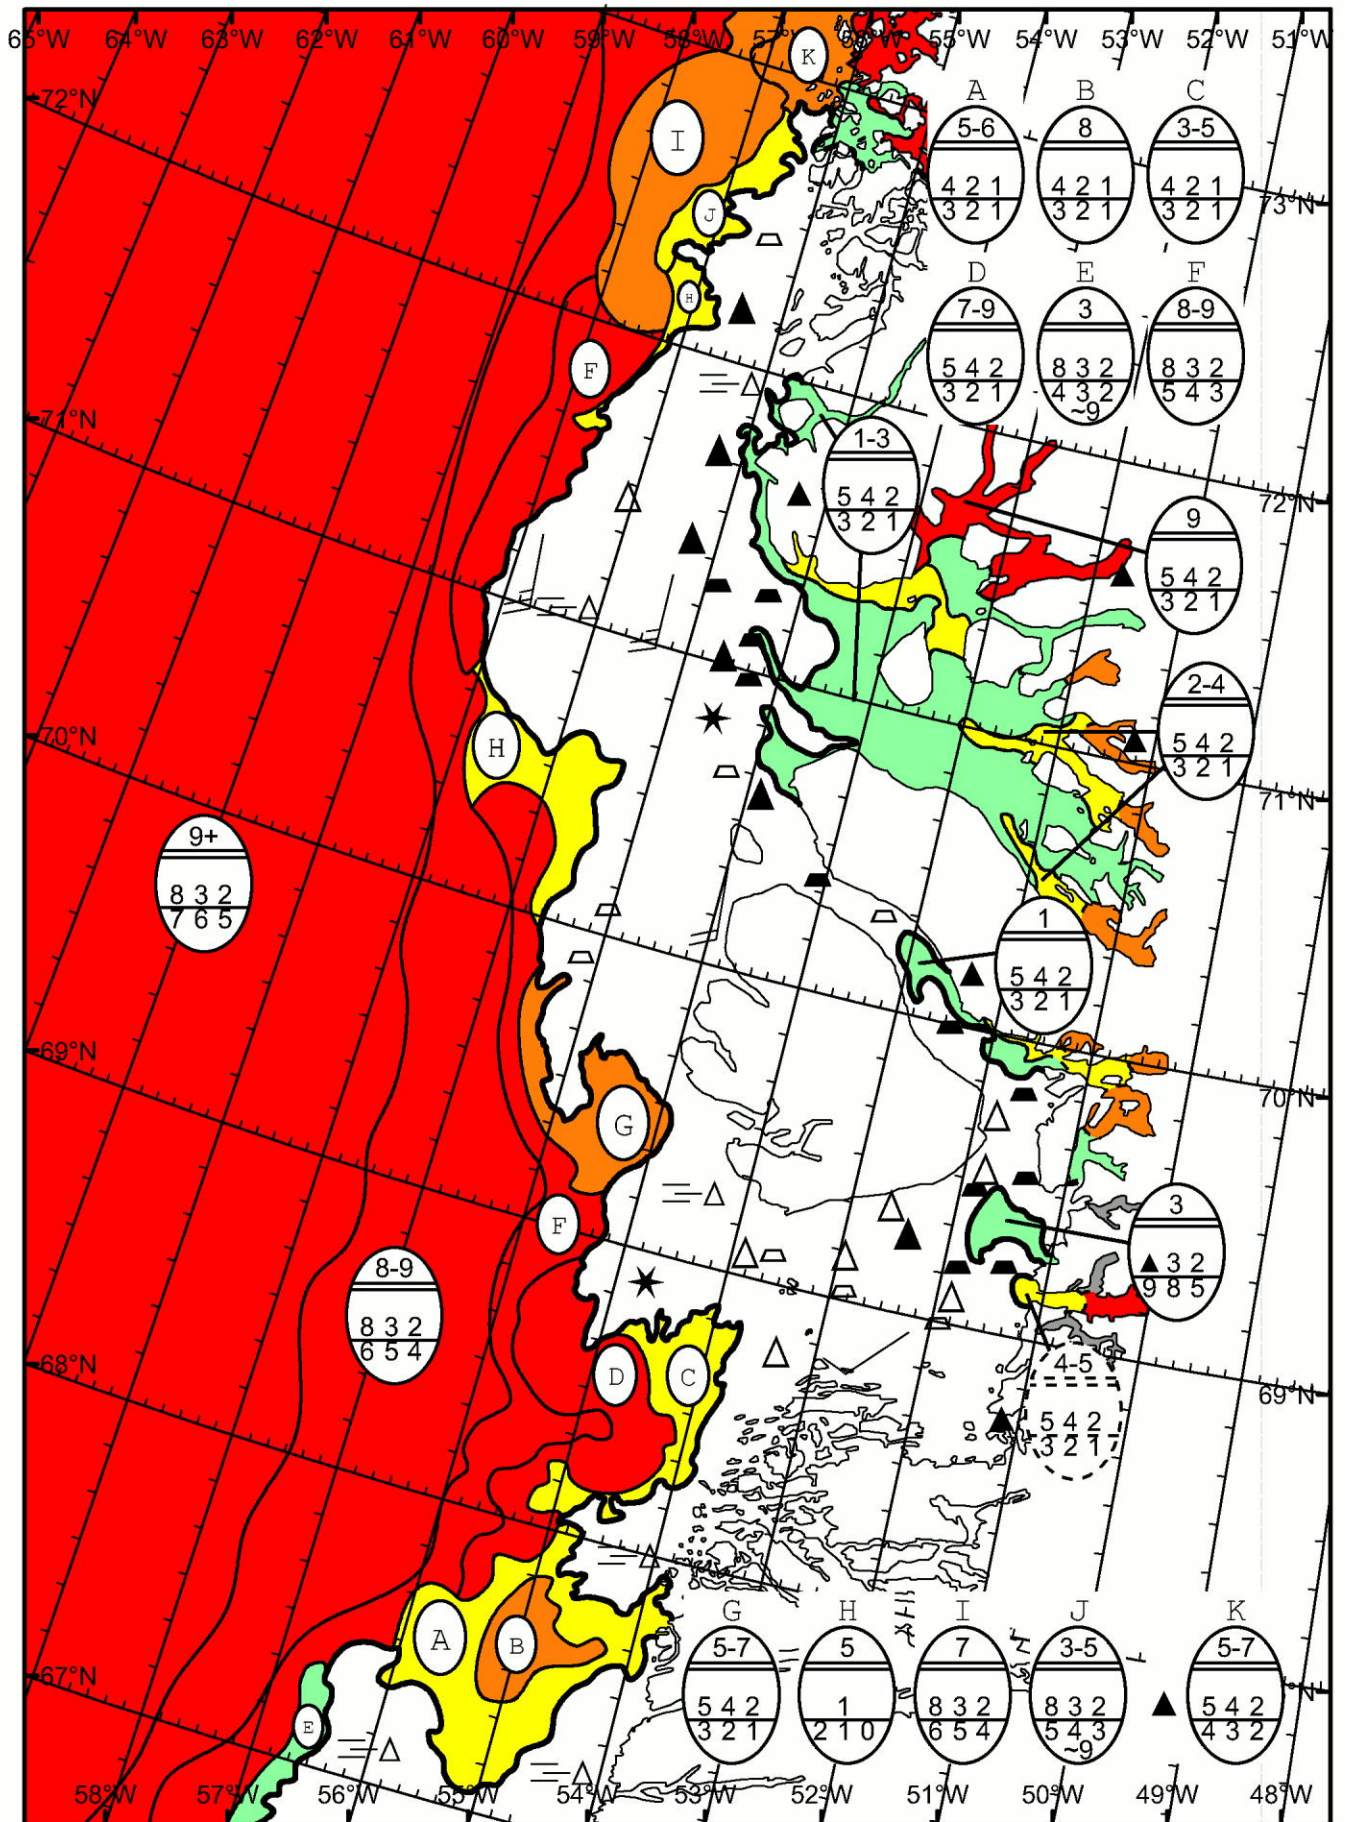 65°W 64°W 63°W 62°W 61°W 60°W 59°W 58°W 57°W 56°W 55°W 54°W 53°W 52°W 51°W
K
72°N
A B C
5-6 8 3-5
I
4 2 1 4 2 1 4 2 1
3 2 1 3 2 1 3 2 1
73°N
J
D E F
H
7-9 3 8-9
5 4 2 8 3 2 8 3 2
3 2 1 4 3 2 5 4 3
~9
F
71°N
1-3
5 4 2
3 2 1
72°N
9
5 4 2
3 2 1
2-4
5 4 2
3 2 1
70°N
H
71°N
9+
8 3 2
7 6 5
1
5 4 2
3 2 1
69°N
70°N
G
3
3 2
9 8 5
F
8-9
8 3 2
6 5 4
68°N
D C
4-5
5 4 2
3 2 1
69°N
A B
G H I J K
5-7 5 7 3-5 5-7
67°N
°N
5 4 2 1 8 3 2 8 3 2 5 4 2
3 2 1 2 1 0 6 5 4 5 4 3 4 3 2
~9
E
58°W 57°W 56°W 55°W 54°W 53°W 52°W 51°W 50°W 49°W 48°W